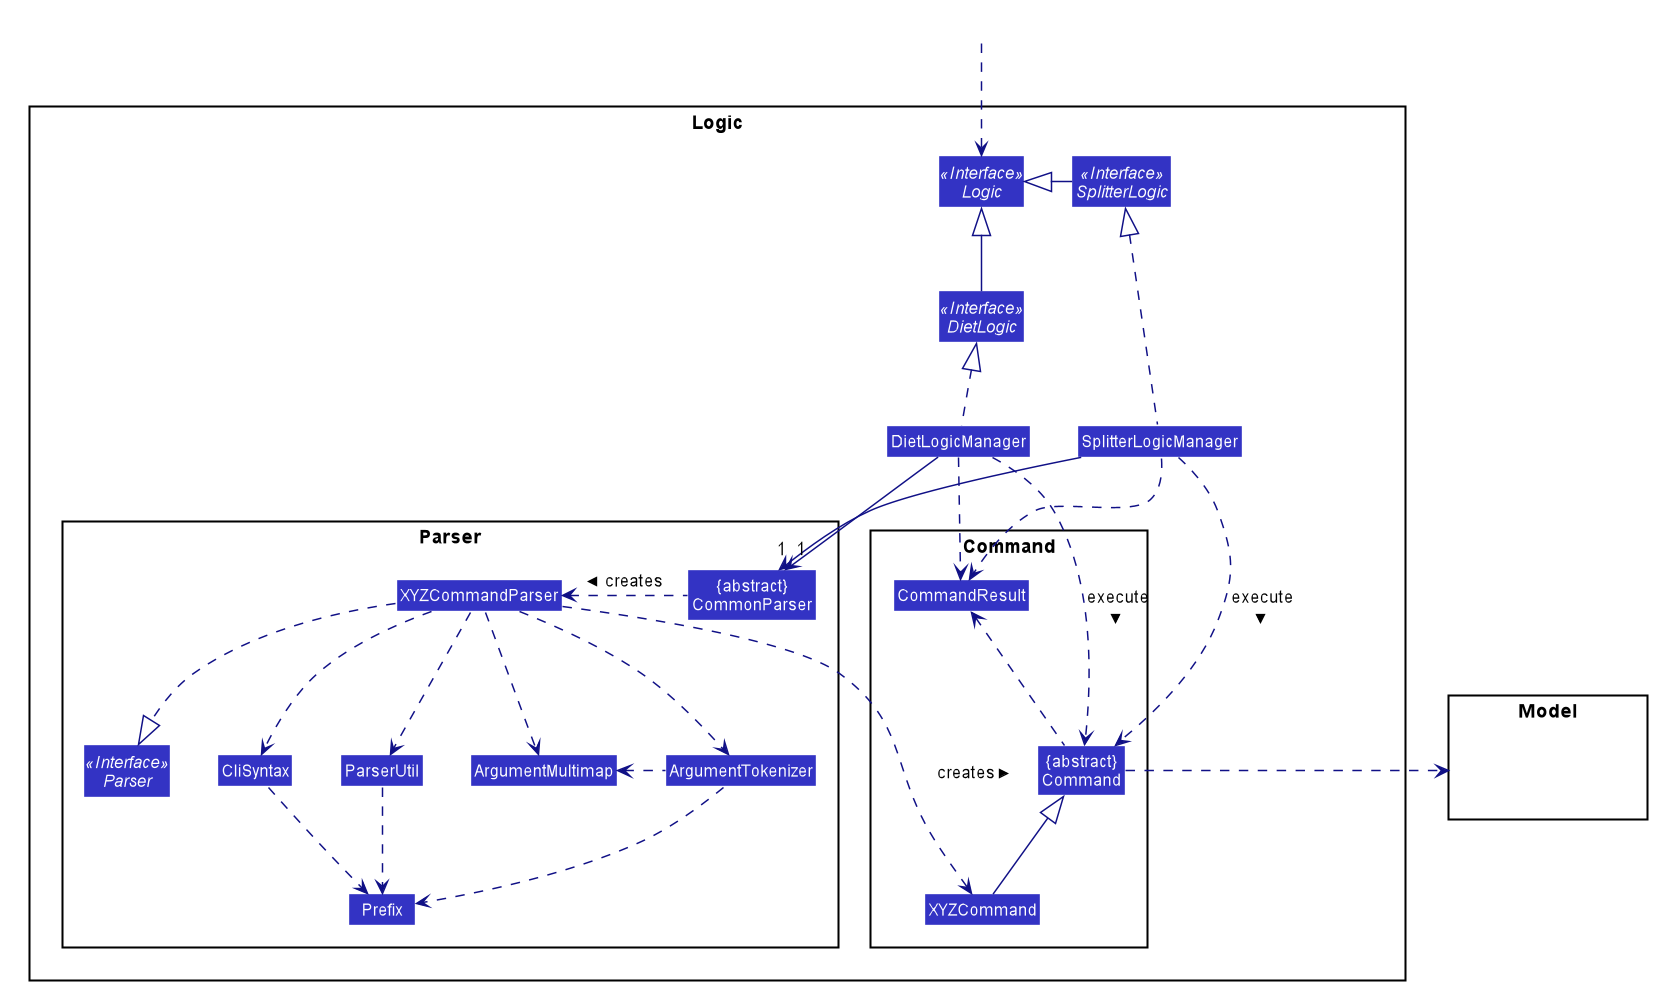 Logic
«Interface»
Logic
«Interface»
SplitterLogic
«Interface»
DietLogic
DietLogicManager
SplitterLogicManager
Parser
1 1
◄ creates
XYZCommandParser
{abstract}
CommonParser
«Interface»
Parser
CliSyntax
ParserUtil
ArgumentMultimap
ArgumentTokenizer
Prefix
Command
CommandResult
execute
▼
execute
▼
creates ►
{abstract}
Command
XYZCommand
Model